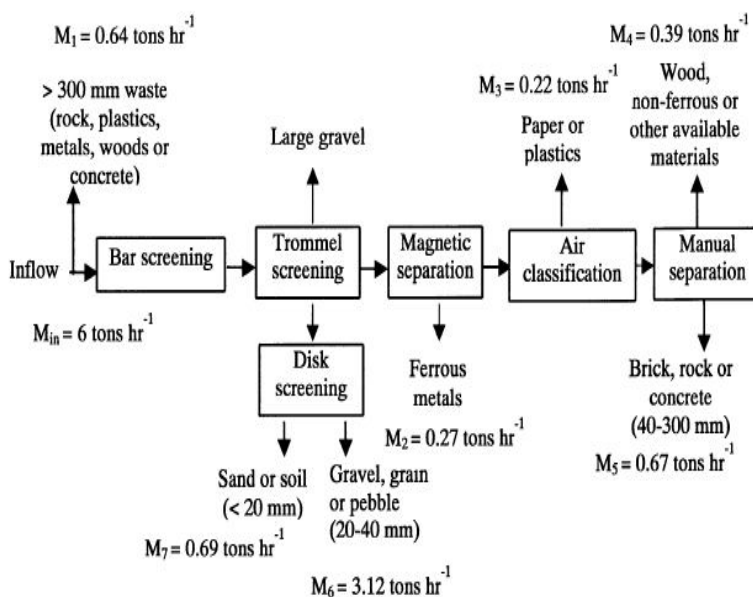 M₁ = 0.64 tons hr⁻¹
> 300 mm waste
(rock, plastics,
metals, woods or
concrete)
Large gravel
M₃ = 0.22 tons hr⁻¹
Paper or
plastics
M₄ = 0.39 tons hr⁻¹
Wood,
non-ferrous or
other available
materials
Inflow
Bar screening
Trommel
screening
Magnetic
separation
Air
classification
Manual
separation
Mᵢₙ = 6 tons hr⁻¹
Disk
screening
Ferrous
metals
M₂ = 0.27 tons hr⁻¹
Brick, rock or
concrete
(40-300 mm)
M₅ = 0.67 tons hr⁻¹
Sand or soil
(< 20 mm)
M₇ = 0.69 tons hr⁻¹
Gravel, grain
or pebble
(20-40 mm)
M₆ = 3.12 tons hr⁻¹